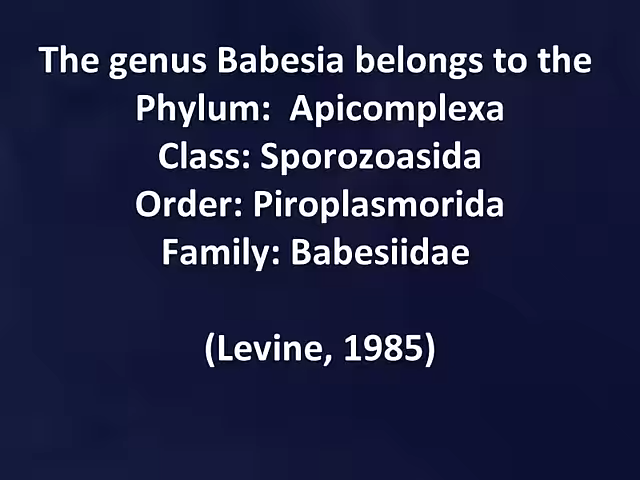 The genus Babesia belongs to the
Phylum:  Apicomplexa
Class: Sporozoasida
Order: Piroplasmorida
Family: Babesiidae
(Levine, 1985)